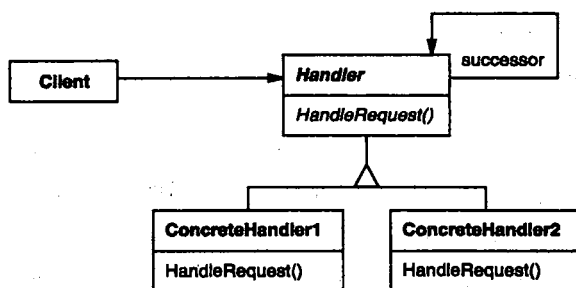 successor
Client
Handler
HandleRequest()
ConcreteHandler1
ConcreteHandler2
HandleRequest()
HandleRequest()